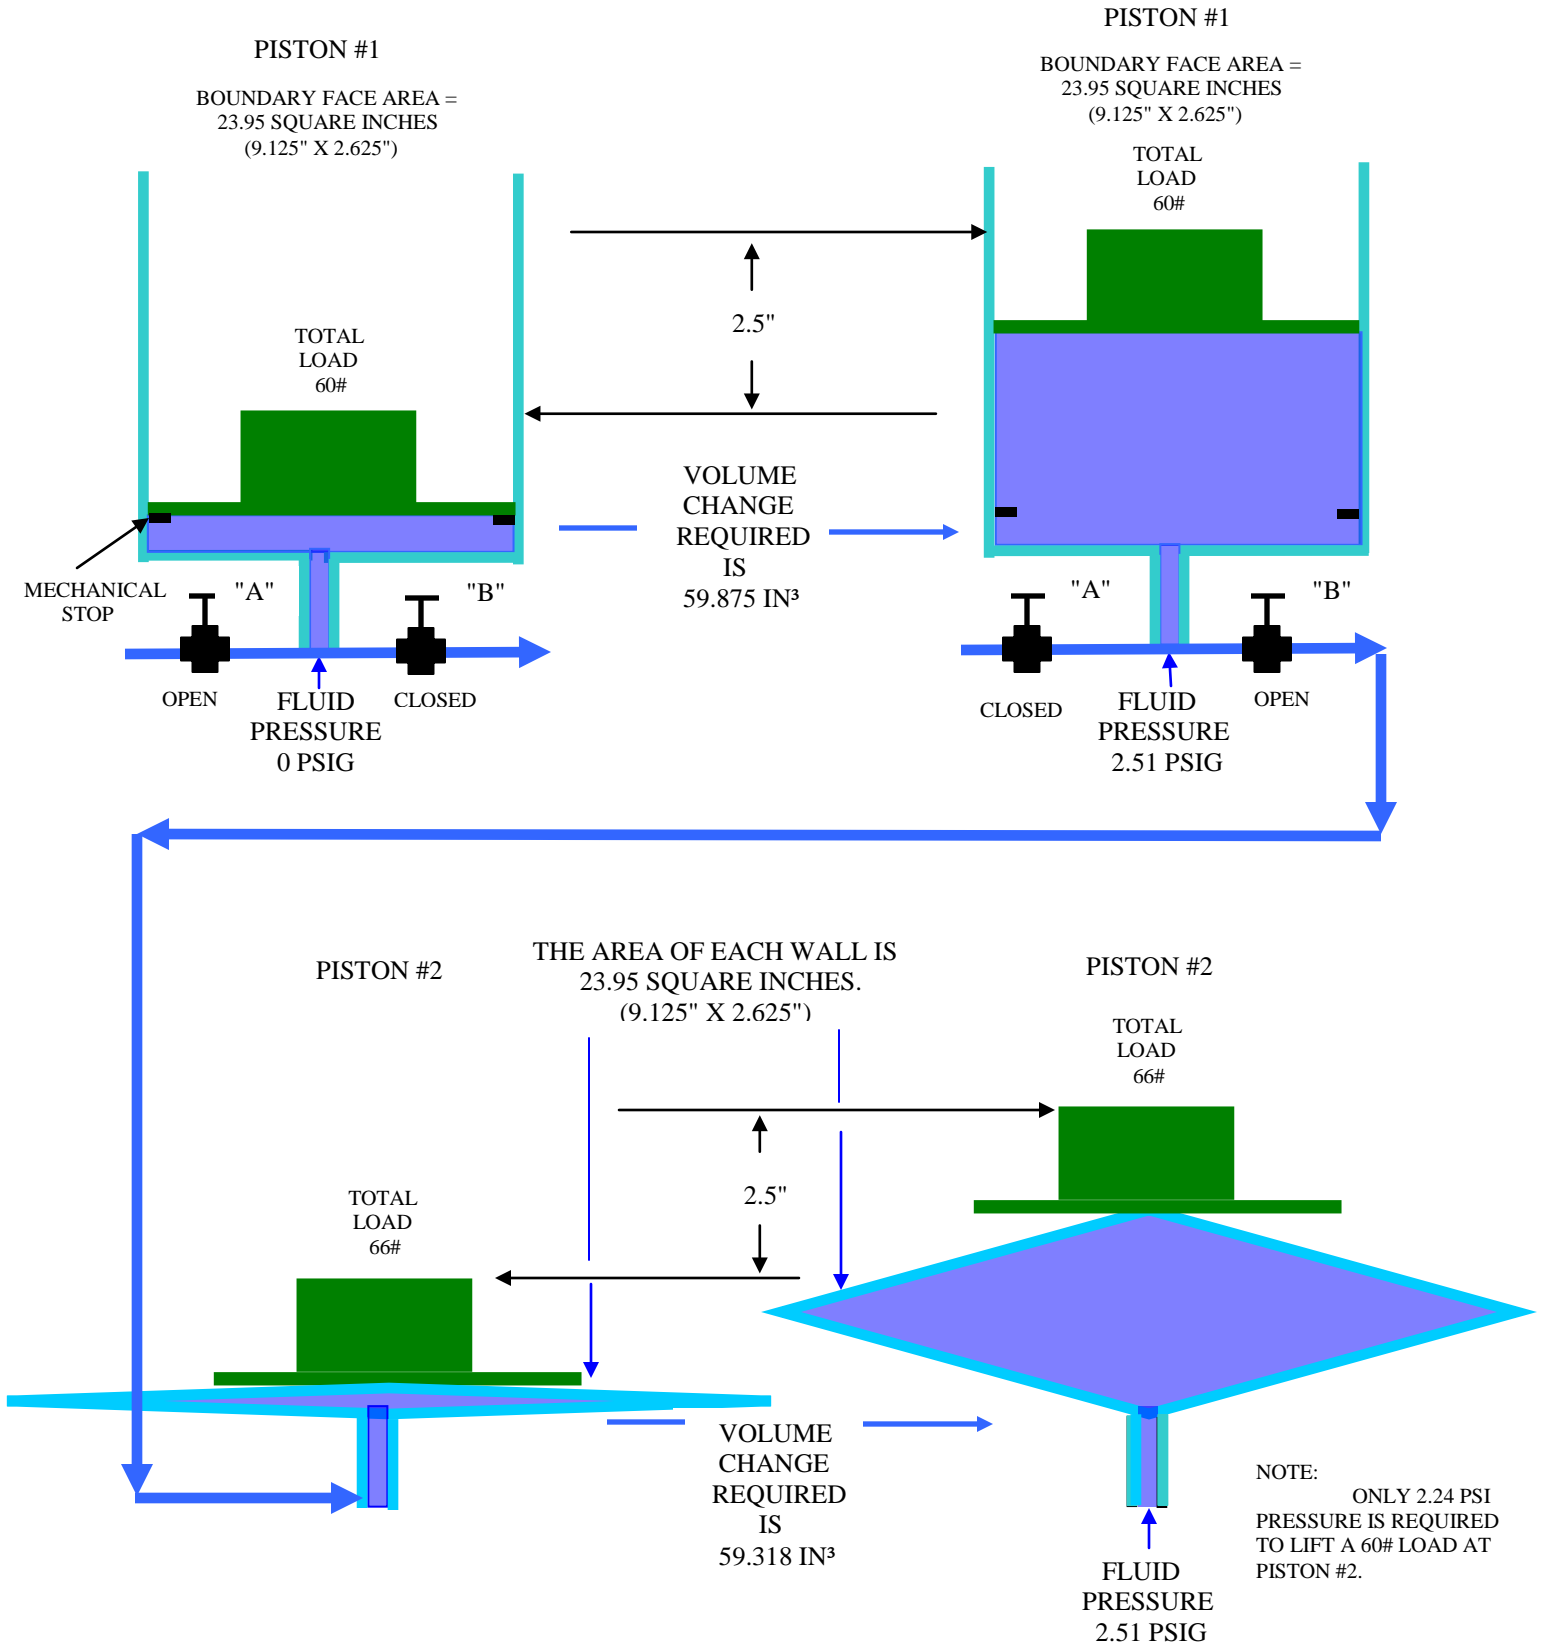 PISTON #1
BOUNDARY FACE AREA =
23.95 SQUARE INCHES
(9.125" X 2.625")
PISTON #1
BOUNDARY FACE AREA =
23.95 SQUARE INCHES
(9.125" X 2.625")
TOTAL
LOAD
60#
TOTAL
LOAD
60#
2.5"
VOLUME
CHANGE
REQUIRED
IS
59.875 IN³
MECHANICAL
STOP
"A"
"B"
OPEN
CLOSED
FLUID
PRESSURE
0 PSIG
"A"
"B"
CLOSED
OPEN
FLUID
PRESSURE
2.51 PSIG
PISTON #2
THE AREA OF EACH WALL IS
23.95 SQUARE INCHES.
(9.125" X 2.625")
PISTON #2
TOTAL
LOAD
66#
2.5"
TOTAL
LOAD
66#
VOLUME
CHANGE
REQUIRED
IS
59.318 IN³
NOTE:
ONLY 2.24 PSI
PRESSURE IS REQUIRED
TO LIFT A 60# LOAD AT
PISTON #2.
FLUID
PRESSURE
2.51 PSIG